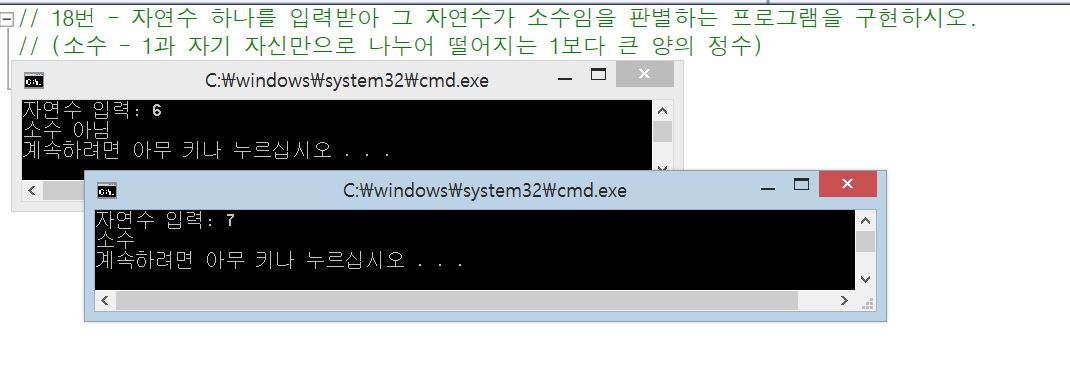 // 18번 - 자연수 하나를 입력받아 그 자연수가 소수임을 판별하는 프로그램을 구현하시오.
// (소수 - 1과 자기 자신만으로 나누어 떨어지는 1보다 큰 양의 정수)
C:₩windows₩system32₩cmd.exe
자연수 입력: 6
소수 아님
계속하려면 아무 키나 누르십시오 . . .
C:₩windows₩system32₩cmd.exe
자연수 입력: 7
소수
계속하려면 아무 키나 누르십시오 . . .